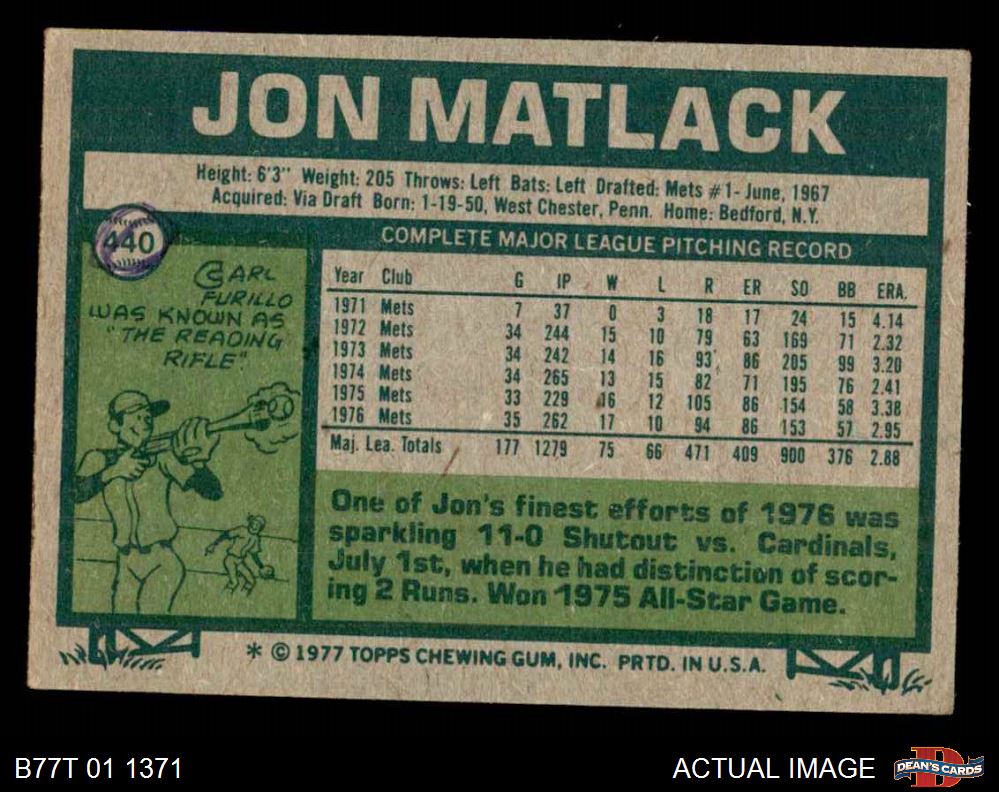 JON MATLACK
Height: 6'3" Weight: 205 Throws: Left Bats: Left Drafted: Mets #1- June, 1967
Acquired: Via Draft Born: 1-19-50, West Chester, Penn. Home: Bedford, N.Y.
440
CARL
FURILLO
WAS KNOWN AS
"THE READING
RIFLE"
COMPLETE MAJOR LEAGUE PITCHING RECORD
Year Club G IP W L R ER SO BB ERA.
1971 Mets 7 37 0 3 18 17 24 15 4.14
1972 Mets 34 244 15 10 79 63 169 71 2.32
1973 Mets 34 242 14 16 93 86 205 99 3.20
1974 Mets 34 265 13 15 82 71 195 76 2.41
1975 Mets 33 229 16 12 105 86 154 58 3.38
1976 Mets 35 262 17 10 94 86 153 57 2.95
Maj. Lea. Totals 177 1279 75 66 471 409 900 376 2.88
One of Jon's finest efforts of 1976 was
sparkling 11-0 Shutout vs. Cardinals,
July 1st, when he had distinction of scor-
ing 2 Runs. Won 1975 All-Star Game.
* © 1977 TOPPS CHEWING GUM, INC. PRTD. IN U.S.A.
B77T 01 1371
ACTUAL IMAGE
DEAN'S CARDS